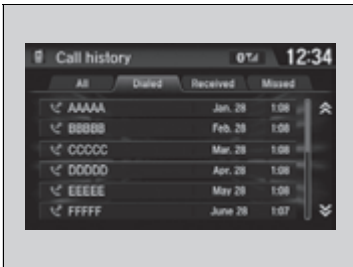 Call history 12:34
All Dialed Received Missed
AAAAA Jan. 28 1:08
BBBBB Feb. 28 1:08
CCCCC Mar. 28 1:08
DDDDD Apr. 28 1:08
EEEEE May 28 1:08
FFFFF June 28 1:07